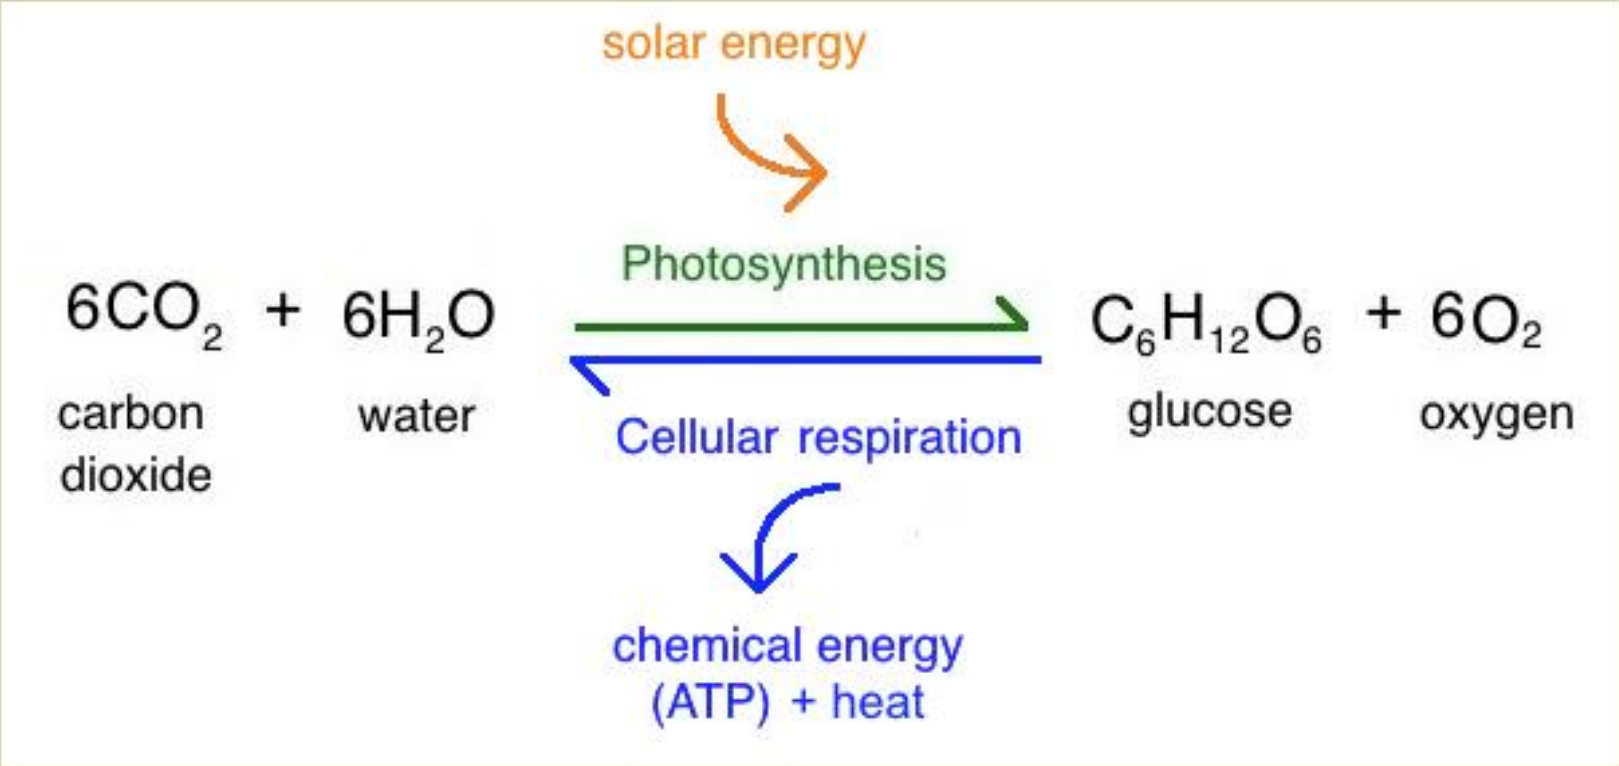 solar energy
Photosynthesis
6CO₂ + 6H₂O C₆H₁₂O₆ + 6O₂
carbon dioxide
water
glucose
oxygen
Cellular respiration
chemical energy
(ATP) + heat